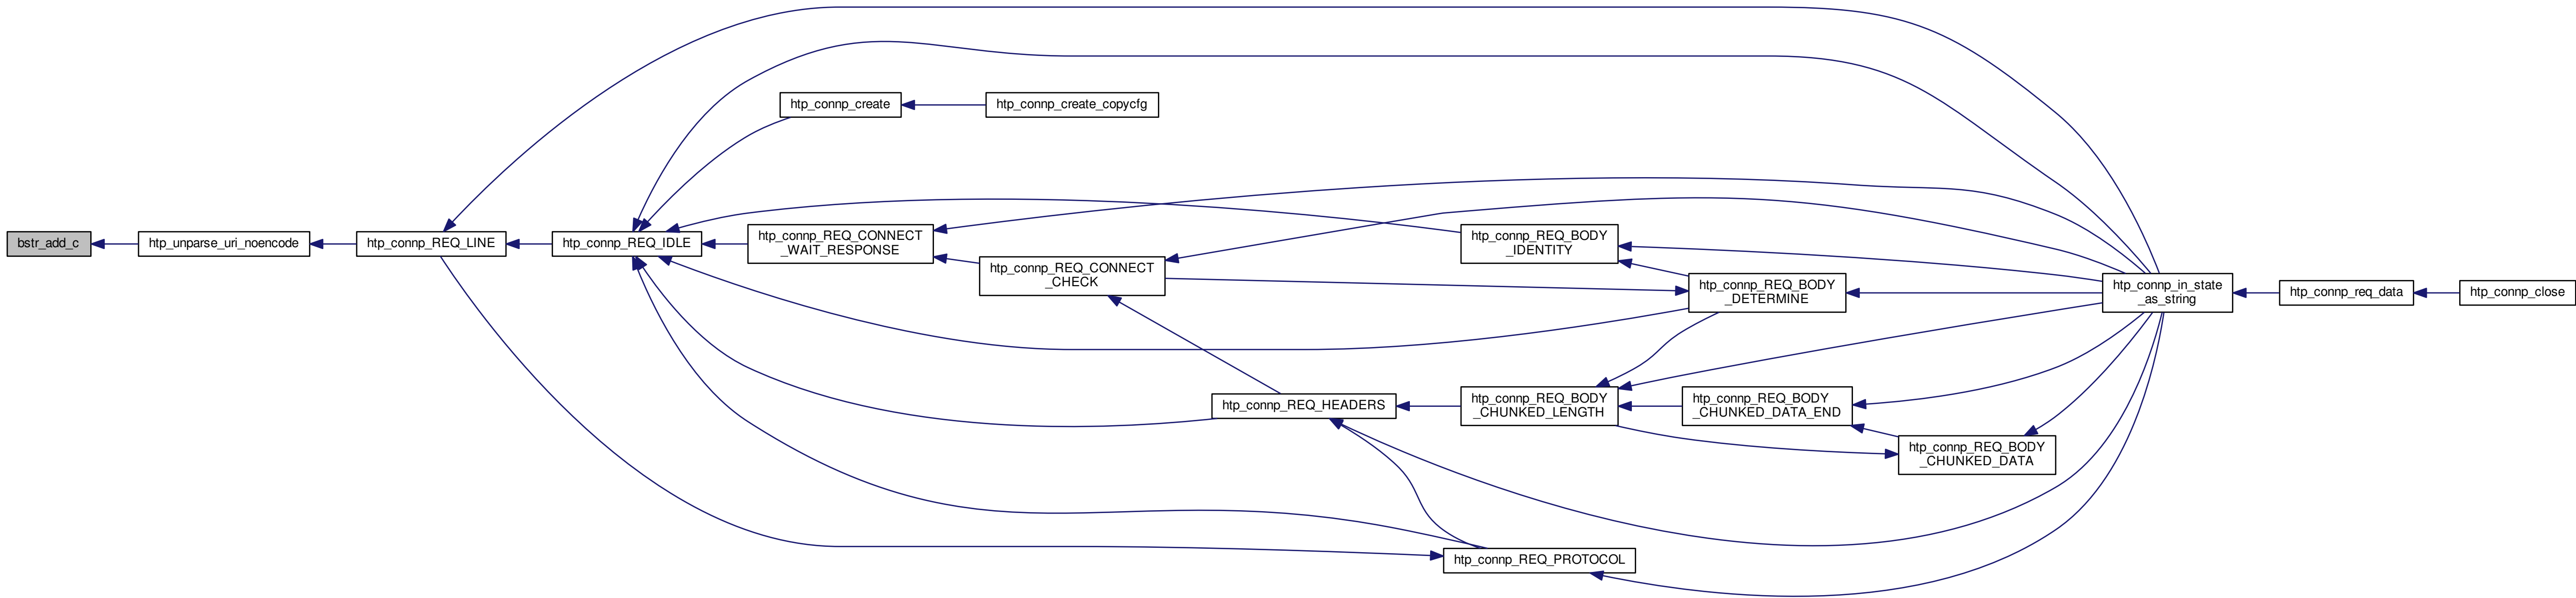 bstr_add_c
htp_unparse_uri_noencode
htp_connp_REQ_LINE
htp_connp_REQ_IDLE
htp_connp_create
htp_connp_create_copycfg
htp_connp_REQ_CONNECT
_WAIT_RESPONSE
htp_connp_REQ_CONNECT
_CHECK
htp_connp_REQ_HEADERS
htp_connp_REQ_BODY
_IDENTITY
htp_connp_REQ_BODY
_DETERMINE
htp_connp_REQ_BODY
_CHUNKED_LENGTH
htp_connp_REQ_BODY
_CHUNKED_DATA_END
htp_connp_REQ_BODY
_CHUNKED_DATA
htp_connp_REQ_PROTOCOL
htp_connp_in_state
_as_string
htp_connp_req_data
htp_connp_close